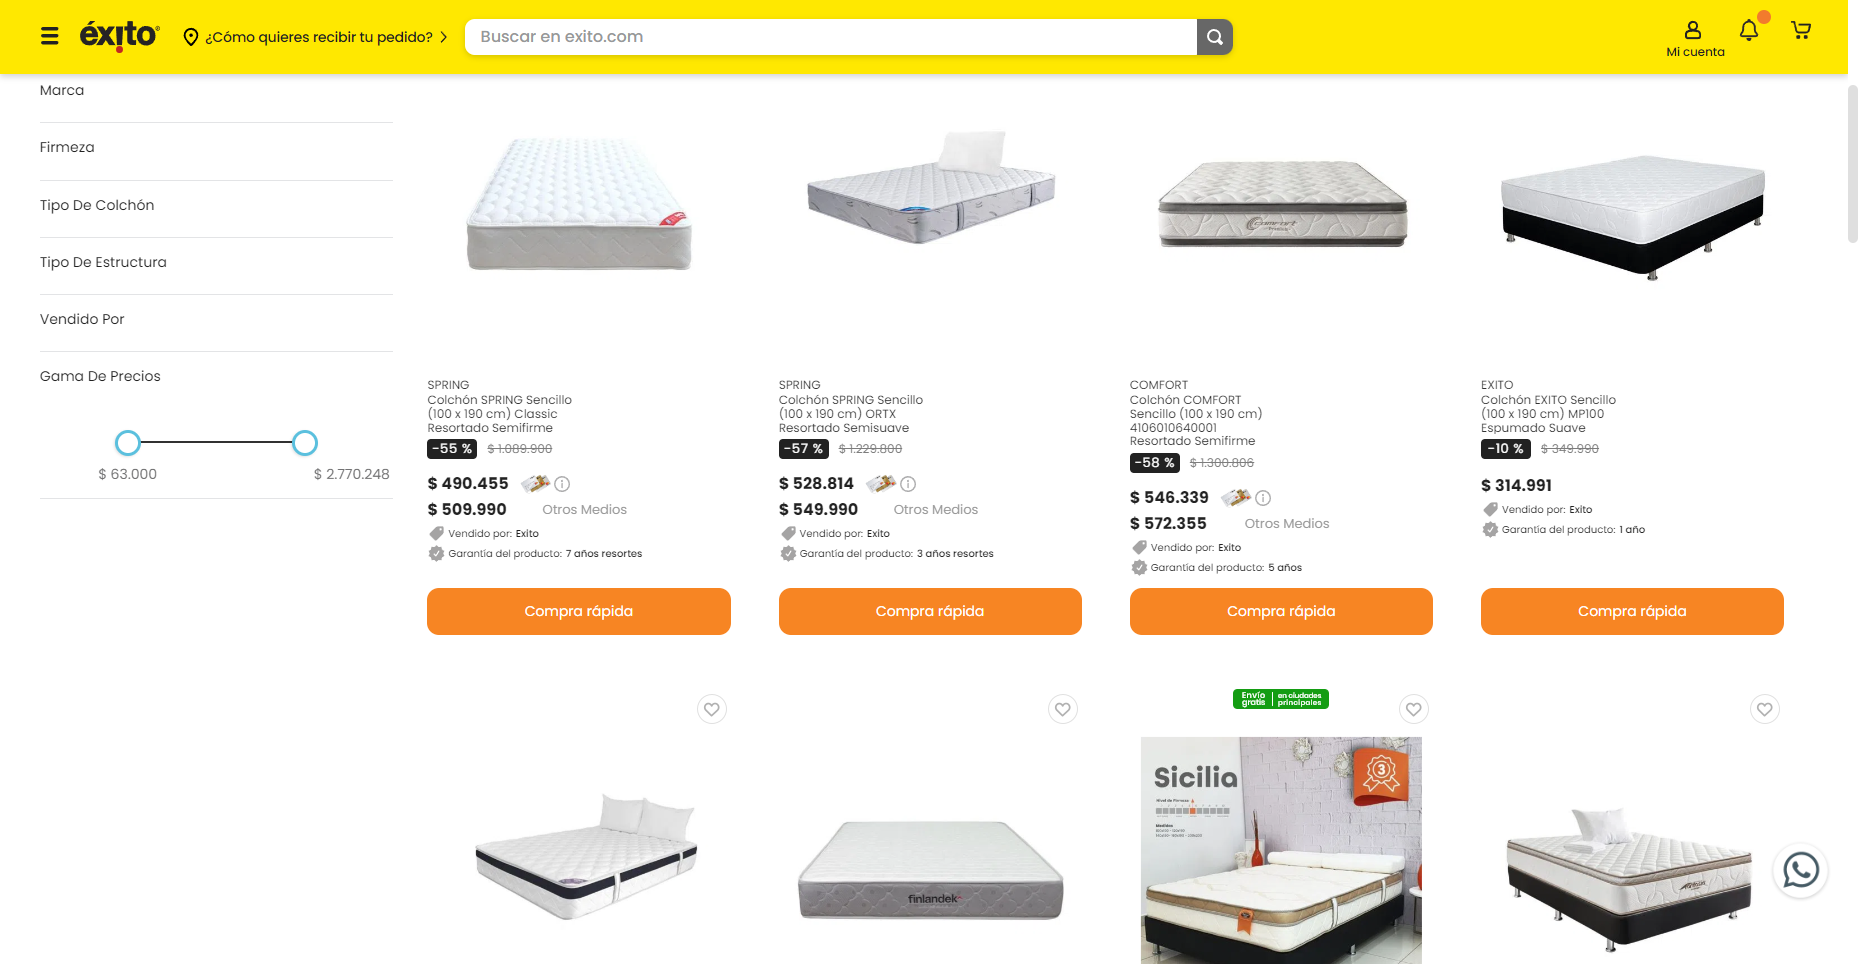 éxito
¿Cómo quieres recibir tu pedido?
Buscar en exito.com
Mi cuenta
Marca
Firmeza
Tipo De Colchón
Tipo De Estructura
Vendido Por
Gama De Precios
$ 63.000
$ 2.770.248
comfort
SPRING
Colchón SPRING Sencillo
(100 x 190 cm) Classic
Resortado Semifirme
-55 % $ 1.089.900
$ 490.455
$ 509.990 Otros Medios
Vendido por: Exito
Garantía del producto: 7 años resortes
Compra rápida
SPRING
Colchón SPRING Sencillo
(100 x 190 cm) ORTX
Resortado Semisuave
-57 % $ 1.229.800
$ 528.814
$ 549.990 Otros Medios
Vendido por: Exito
Garantía del producto: 3 años resortes
Compra rápida
COMFORT
Colchón COMFORT
Sencillo (100 x 190 cm)
4106010640001
Resortado Semifirme
-58 % $ 1.300.806
$ 546.339
$ 572.355 Otros Medios
Vendido por: Exito
Garantía del producto: 5 años
Compra rápida
EXITO
Colchón EXITO Sencillo
(100 x 190 cm) MP100
Espumado Suave
-10 % $ 349.990
$ 314.991
Vendido por: Exito
Garantía del producto: 1 año
Compra rápida
finlandek
Envío gratis en ciudades principales
Sicilia
3
Nivel de Firmeza
Medidas